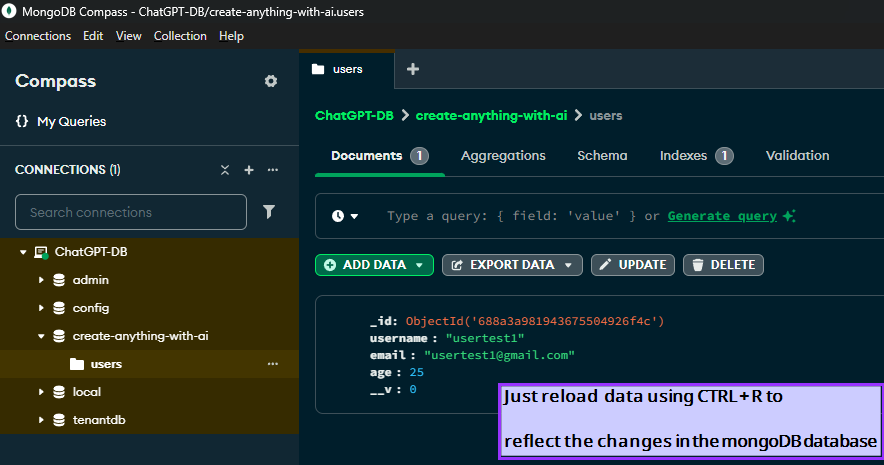 MongoDB Compass - ChatGPT-DB/create-anything-with-ai.users
Connections Edit View Collection Help
Compass
{} My Queries
CONNECTIONS (1)
Search connections
ChatGPT-DB
admin
config
create-anything-with-ai
users
local
tenantdb
users
ChatGPT-DB > create-anything-with-ai > users
Documents 1 Aggregations Schema Indexes 1 Validation
Type a query: { field: 'value' } or Generate query
ADD DATA EXPORT DATA UPDATE DELETE
_id: ObjectId('688a3a981943675504926f4c')
username : "usertest1"
email : "usertest1@gmail.com"
age : 25
__v : 0
Just reload data using CTRL+R to
reflect the changes in the mongoDB database